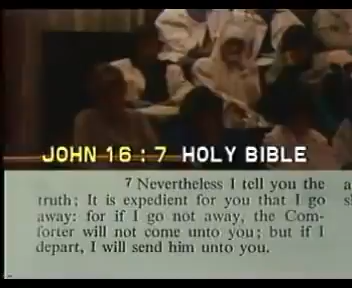 JOHN 16 : 7 HOLY BIBLE
7 Nevertheless I tell you the
truth; It is expedient for you that I go
away: for if I go not away, the Com-
forter will not come unto you; but if I
depart, I will send him unto you.